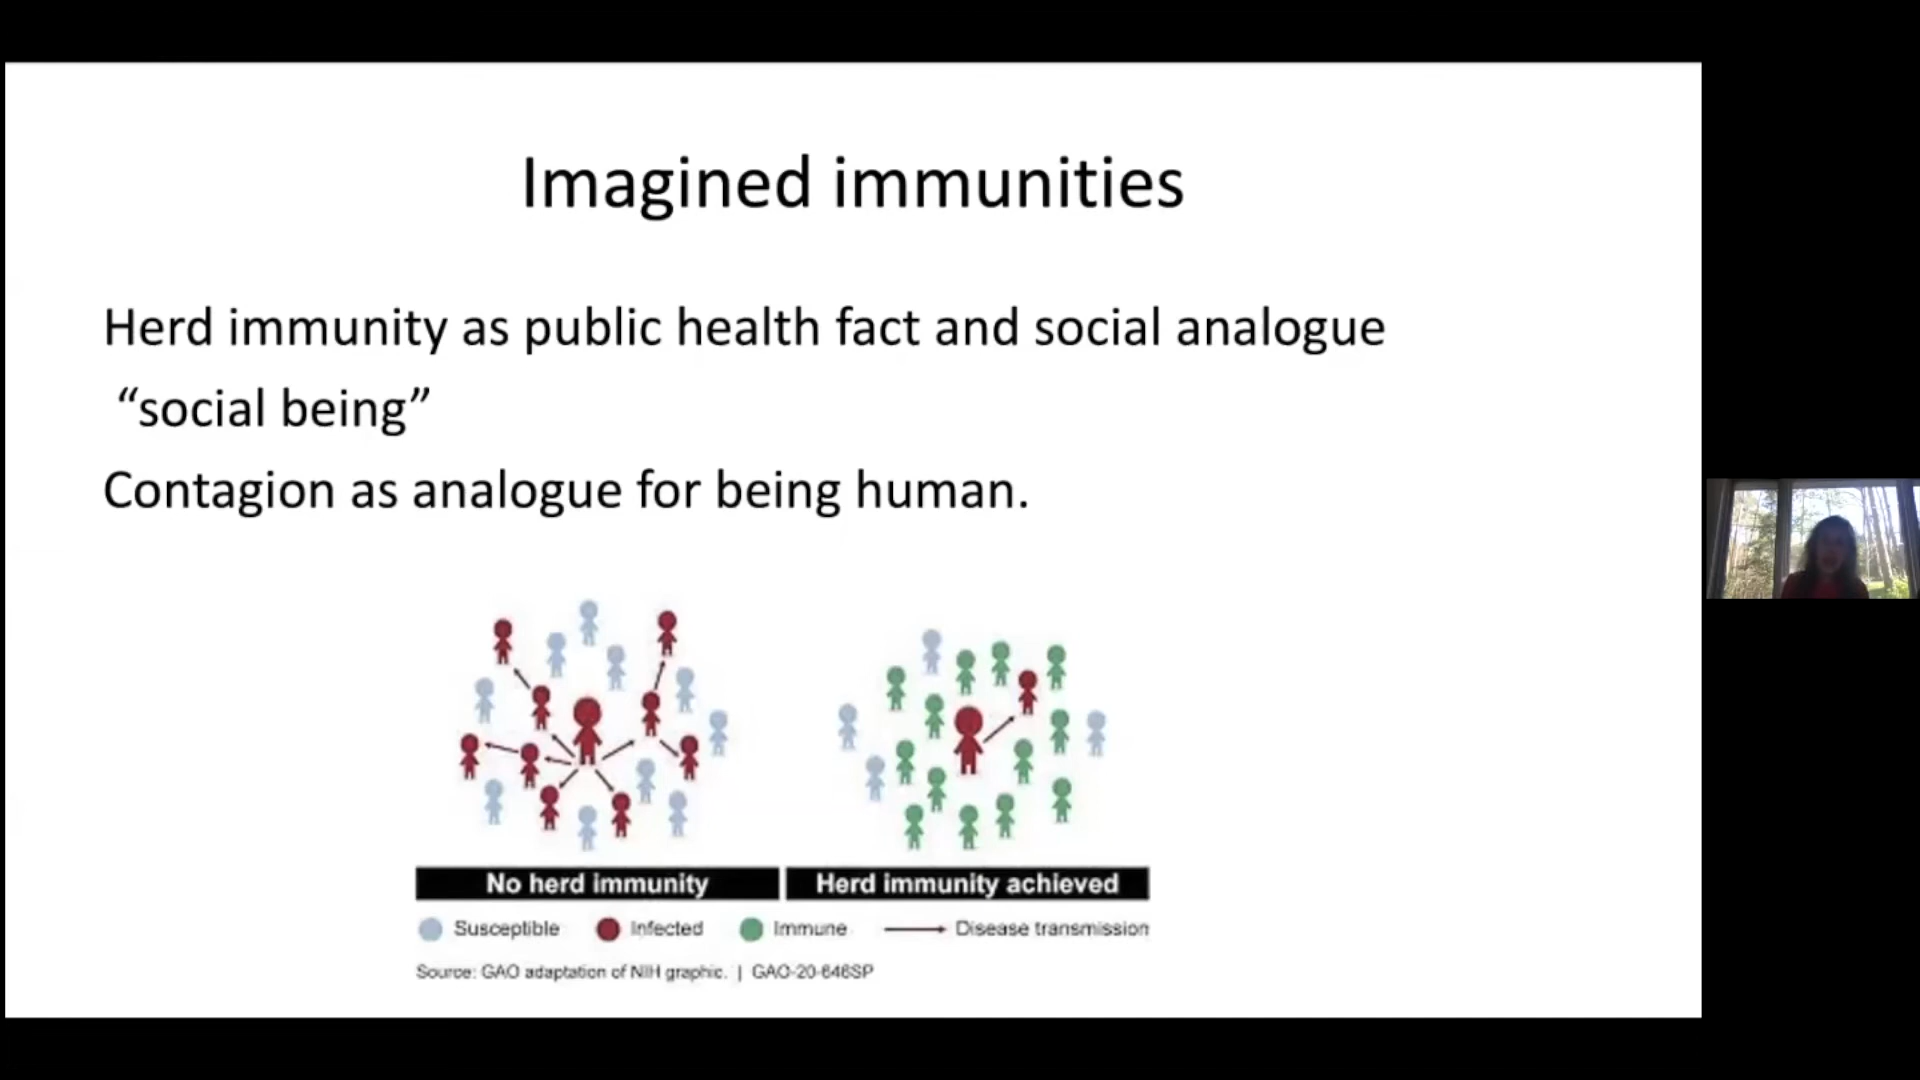 Imagined immunities
Herd immunity as public health fact and social analogue
“social being”
Contagion as analogue for being human.
No herd immunity
Herd immunity achieved
Susceptible
Infected
Immune
Disease transmission
Source: GAO adaptation of NIH graphic. | GAO-20-646SP